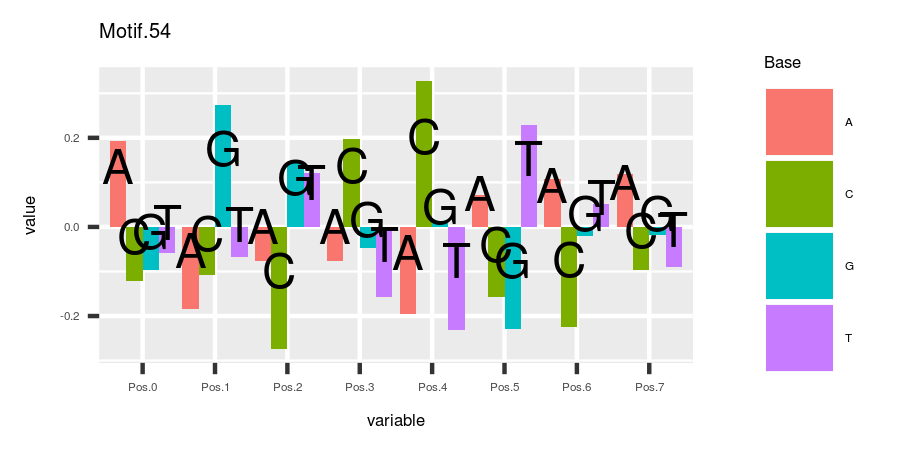 Motif.54
Base
A
C
G
T
value
0.2
0.0
-0.2
A C G T A C G T A C G T A C G T A C G T A C G T A C G T A C G T
Pos.0 Pos.1 Pos.2 Pos.3 Pos.4 Pos.5 Pos.6 Pos.7
variable